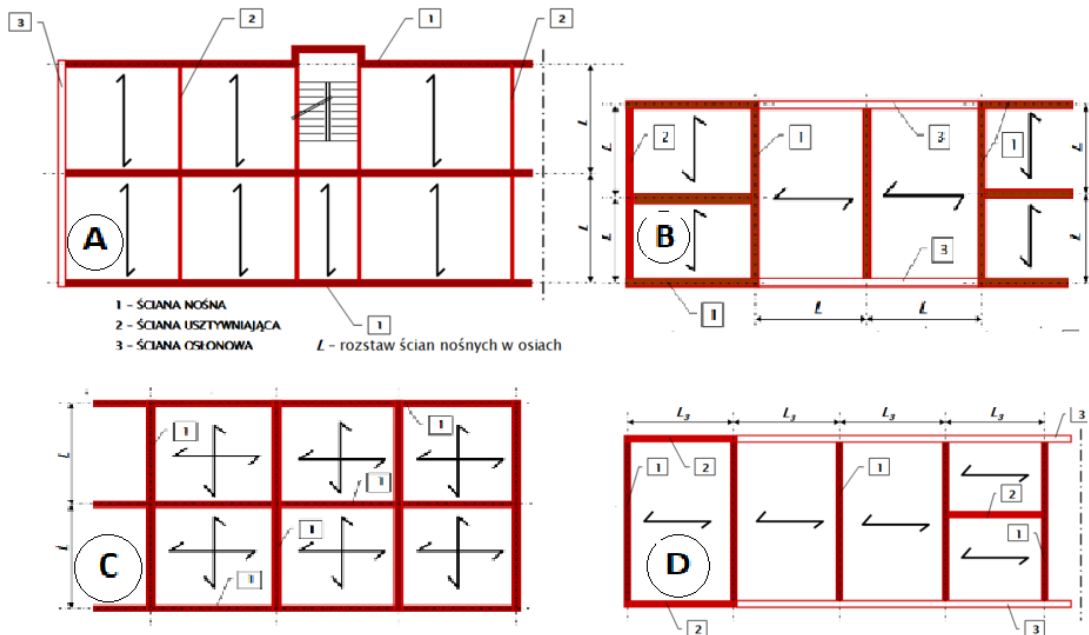 3
2
1
2
L
L
A
1 - ŚCIANA NOŚNA
2 - ŚCIANA USZTYWNIAJĄCA
3 - ŚCIANA OSŁONOWA
1
L - rozstaw ścian nośnych w osiach
2
1
3
1
L
L
L
L
B
3
1
L
L
1
1
1
L
L
1
1
C
L₃
L₃
L₃
L₃
3
1
2
1
2
1
D
2
3